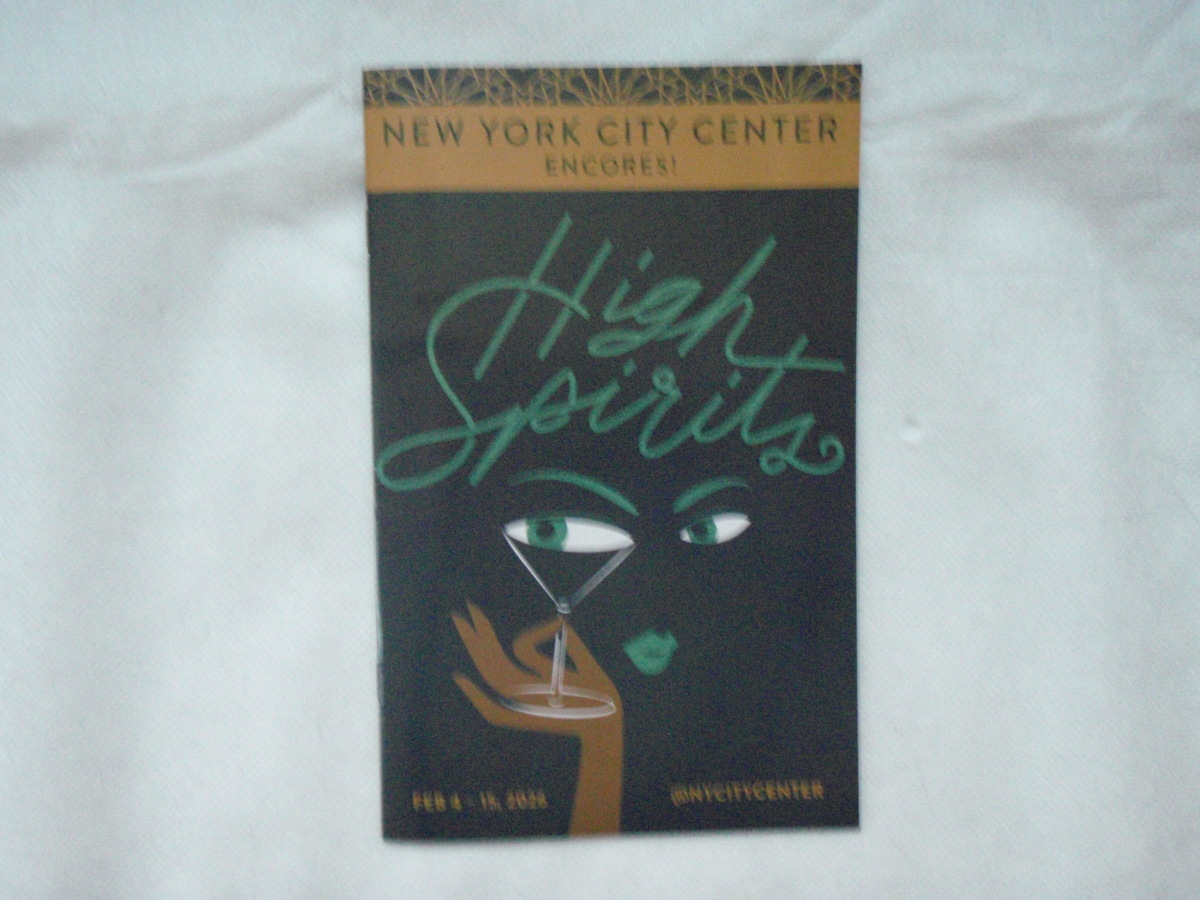 NEW YORK CITY CENTER
ENCORES!
High
Spirits
FEB 4 - 15, 2026
@NYCITYCENTER